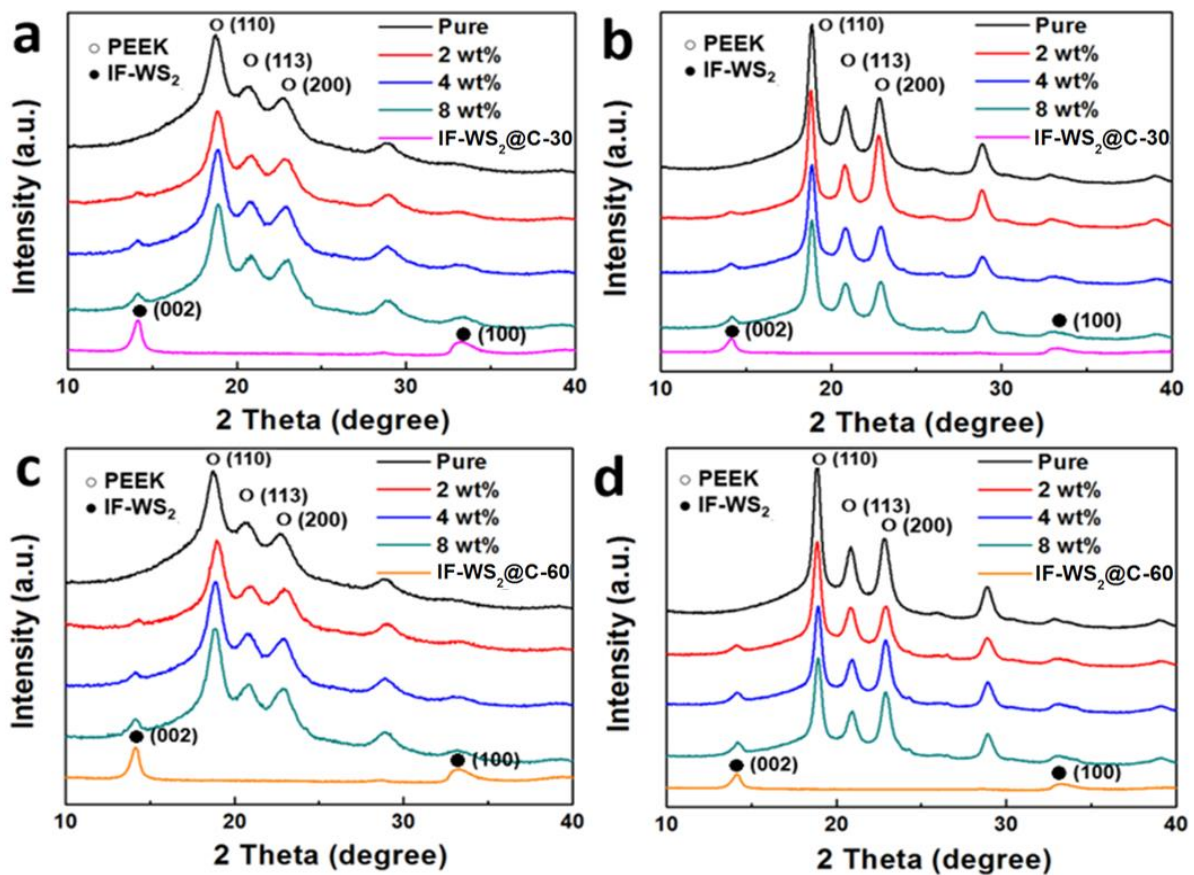 a
PEEK
IF-WS2
(110)
(113)
(200)
Pure
2 wt%
4 wt%
8 wt%
IF-WS2@C-30
(002)
(100)
Intensity (a.u.)
10 20 30 40
2 Theta (degree)
b
PEEK
IF-WS2
(110)
(113)
(200)
Pure
2 wt%
4 wt%
8 wt%
IF-WS2@C-30
(002)
(100)
Intensity (a.u.)
10 20 30 40
2 Theta (degree)
c
PEEK
IF-WS2
(110)
(113)
(200)
Pure
2 wt%
4 wt%
8 wt%
IF-WS2@C-60
(002)
(100)
Intensity (a.u.)
10 20 30 40
2 Theta (degree)
d
PEEK
IF-WS2
(110)
(113)
(200)
Pure
2 wt%
4 wt%
8 wt%
IF-WS2@C-60
(002)
(100)
Intensity (a.u.)
10 20 30 40
2 Theta (degree)